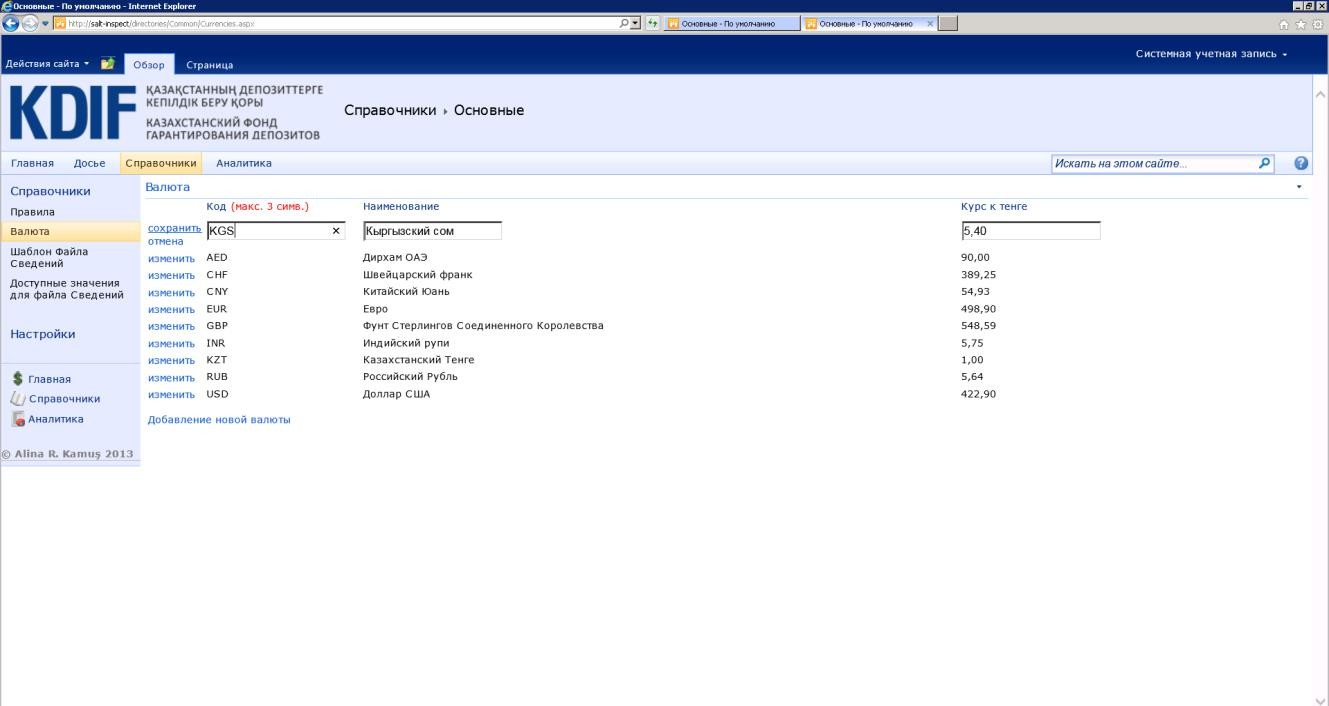 Основные - По умолчанию - Internet Explorer
http://salt-inspect/directories/Common/Currencies.aspx
Основные - По умолчанию
Основные - По умолчанию
Системная учетная запись
Действия сайта
Обзор
Страница
KDIF
ҚАЗАҚСТАННЫҢ ДЕПОЗИТТЕРГЕ
КЕПІЛДІК БЕРУ ҚОРЫ
КАЗАХСТАНСКИЙ ФОНД
ГАРАНТИРОВАНИЯ ДЕПОЗИТОВ
Справочники ▸ Основные
Главная
Досье
Справочники
Аналитика
Искать на этом сайте...
Справочники
Правила
Валюта
Шаблон Файла
Сведений
Доступные значения
для файла Сведений
Настройки
Главная
Справочники
Аналитика
© Alina R. Kamuş 2013
Валюта
Код (макс. 3 симв.) Наименование Курс к тенге
сохранить KGS Кыргызский сом 5,40
отмена
изменить AED Дирхам ОАЭ 90,00
изменить CHF Швейцарский франк 389,25
изменить CNY Китайский Юань 54,93
изменить EUR Евро 498,90
изменить GBP Фунт Стерлингов Соединенного Королевства 548,59
изменить INR Индийский рупи 5,75
изменить KZT Казахстанский Тенге 1,00
изменить RUB Российский Рубль 5,64
изменить USD Доллар США 422,90
Добавление новой валюты